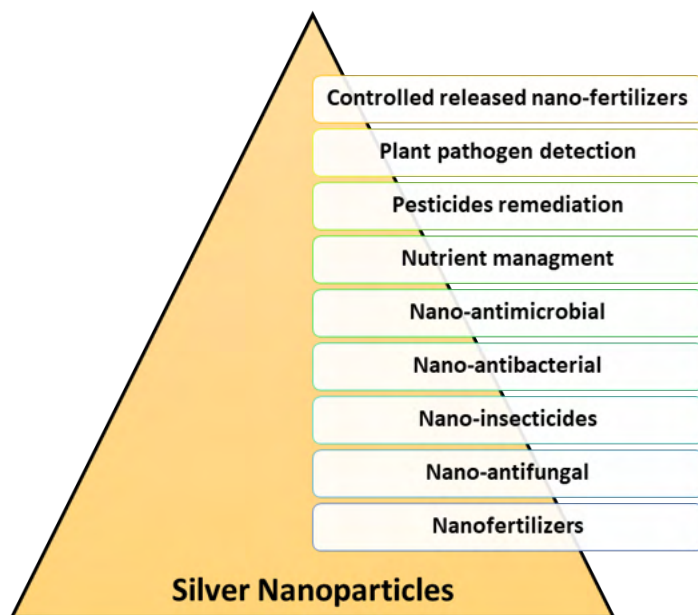 Controlled released nano-fertilizers
Plant pathogen detection
Pesticides remediation
Nutrient managment
Nano-antimicrobial
Nano-antibacterial
Nano-insecticides
Nano-antifungal
Nanofertilizers
Silver Nanoparticles